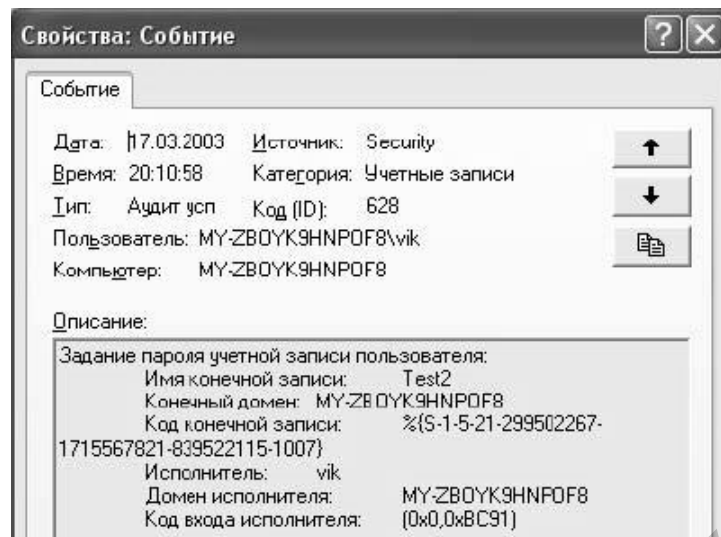 Свойства: Событие
Событие
Дата: 17.03.2003 Источник: Security
Время: 20:10:58 Категория: Учетные записи
Тип: Аудит усп Код (ID): 628
Пользователь: MY-ZBOYK9HNPOF8\vik
Компьютер: MY-ZBOYK9HNPOF8
Описание:
Задание пароля учетной записи пользователя:
Имя конечной записи: Test2
Конечный домен: MY-ZBOYK9HNPOF8
Код конечной записи: %{S-1-5-21-299502267-
1715567821-839522115-1007}
Исполнитель: vik
Домен исполнителя: MY-ZBOYK9HNPOF8
Код входа исполнителя: (0x0,0xBC91)